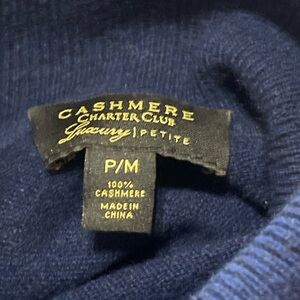 CASHMERE
CHARTER CLUB
Luxury | PETITE
P/M
100%
CASHMERE
MADE IN
CHINA